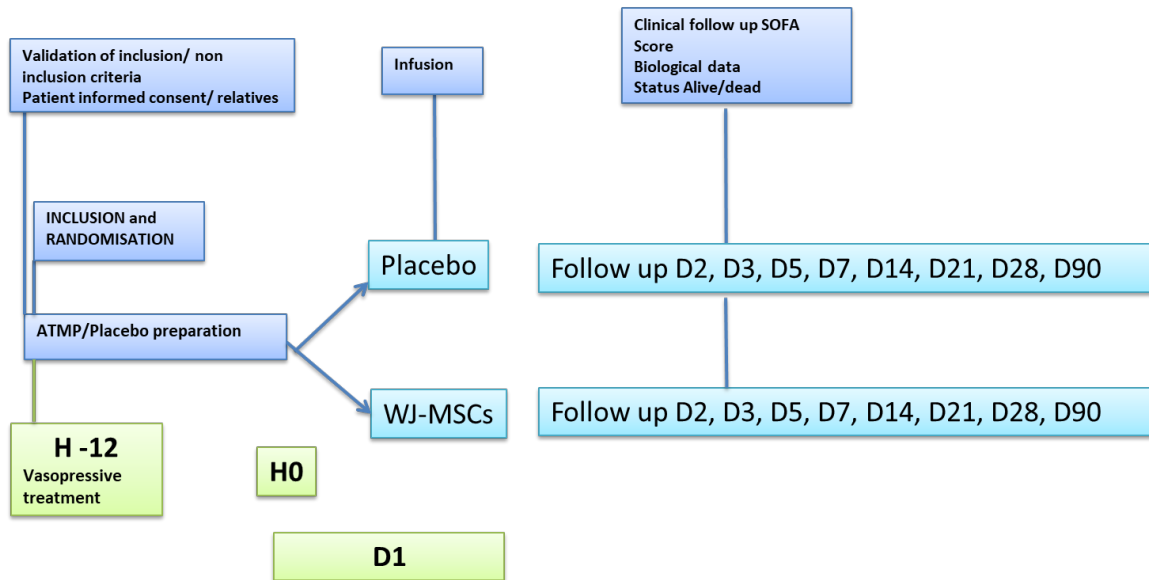 Validation of inclusion/ non
inclusion criteria
Patient informed consent/ relatives
Infusion
Clinical follow up SOFA
Score
Biological data
Status Alive/dead
INCLUSION and
RANDOMISATION
Placebo
Follow up D2, D3, D5, D7, D14, D21, D28, D90
ATMP/Placebo preparation
WJ-MSCs
Follow up D2, D3, D5, D7, D14, D21, D28, D90
H -12
Vasopressive
treatment
H0
D1